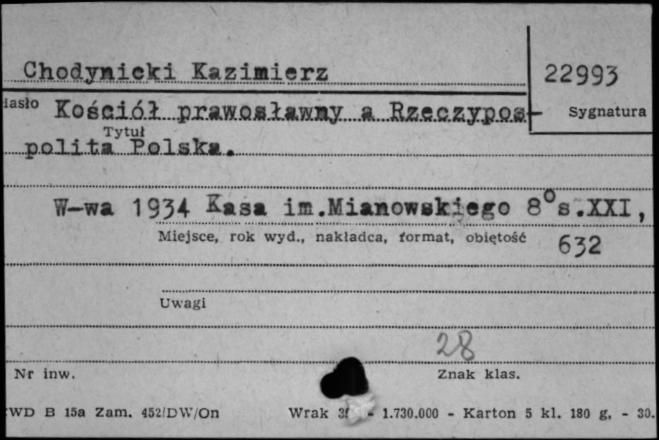 Chodynicki Kazimierz
22993
iasło Kościół prawosławny a Rzeczypos-
Sygnatura
Tytuł
polita Polska.
W-wa 1934 Kasa im.Mianowskiego 8° s.XXI,
Miejsce, rok wyd., nakładca, format, objętość
632
Uwagi
28
Nr inw.
Znak klas.
WD B 15a Zam. 452/DW/On Wrak - 1.730.000 - Karton 5 kl. 180 g. - 30.